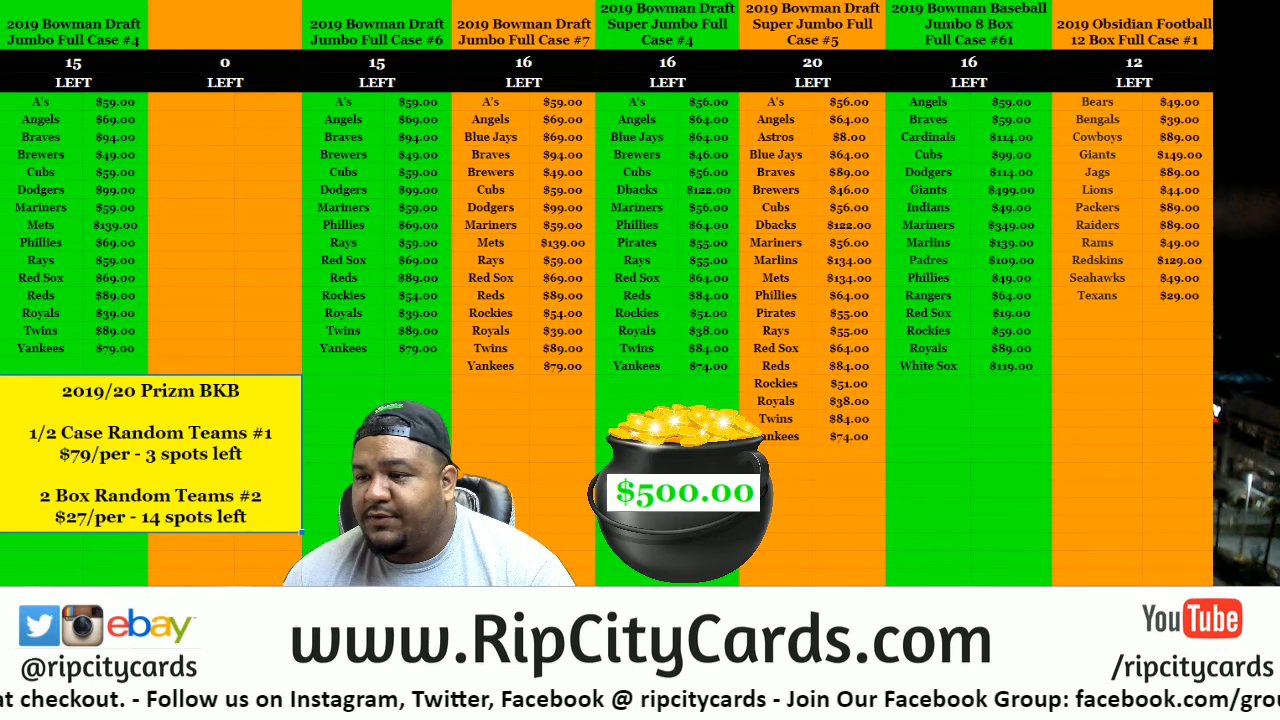 2019 Bowman Draft
Jumbo Full Case #4
15
LEFT
A's $59.00
Angels $69.00
Braves $94.00
Brewers $49.00
Cubs $59.00
Dodgers $99.00
Mariners $59.00
Mets $139.00
Phillies $69.00
Rays $59.00
Red Sox $69.00
Reds $89.00
Royals $39.00
Twins $89.00
Yankees $79.00
0
LEFT
2019 Bowman Draft
Jumbo Full Case #6
15
LEFT
A's $59.00
Angels $69.00
Braves $94.00
Brewers $49.00
Cubs $59.00
Dodgers $99.00
Mariners $59.00
Phillies $69.00
Rays $59.00
Red Sox $69.00
Reds $89.00
Rockies $54.00
Royals $39.00
Twins $89.00
Yankees $79.00
2019 Bowman Draft
Jumbo Full Case #7
16
LEFT
A's $59.00
Angels $69.00
Blue Jays $69.00
Braves $94.00
Brewers $49.00
Cubs $59.00
Dodgers $99.00
Mariners $59.00
Mets $139.00
Rays $59.00
Red Sox $69.00
Reds $89.00
Rockies $54.00
Royals $39.00
Twins $89.00
Yankees $79.00
2019 Bowman Draft
Super Jumbo Full
Case #4
16
LEFT
A's $56.00
Angels $64.00
Blue Jays $64.00
Brewers $46.00
Cubs $56.00
Dbacks $122.00
Mariners $56.00
Phillies $64.00
Pirates $55.00
Rays $55.00
Red Sox $64.00
Reds $84.00
Rockies $51.00
Royals $38.00
Twins $84.00
Yankees $74.00
2019 Bowman Draft
Super Jumbo Full
Case #5
20
LEFT
A's $56.00
Angels $64.00
Astros $8.00
Blue Jays $64.00
Braves $89.00
Brewers $46.00
Cubs $56.00
Dbacks $122.00
Mariners $56.00
Marlins $134.00
Mets $134.00
Phillies $64.00
Pirates $55.00
Rays $55.00
Red Sox $64.00
Reds $84.00
Rockies $51.00
Royals $38.00
Twins $84.00
ankees $74.00
2019 Bowman Baseball
Jumbo 8 Box
Full Case #61
16
LEFT
Angels $59.00
Braves $59.00
Cardinals $114.00
Cubs $99.00
Dodgers $114.00
Giants $499.00
Indians $49.00
Mariners $349.00
Marlins $139.00
Padres $109.00
Phillies $49.00
Rangers $64.00
Red Sox $19.00
Rockies $59.00
Royals $89.00
White Sox $119.00
2019 Obsidian Football
12 Box Full Case #1
12
LEFT
Bears $49.00
Bengals $39.00
Cowboys $89.00
Giants $149.00
Jags $89.00
Lions $44.00
Packers $89.00
Raiders $89.00
Rams $49.00
Redskins $129.00
Seahawks $49.00
Texans $29.00
2019/20 Prizm BKB
1/2 Case Random Teams #1
$79/per - 3 spots left
2 Box Random Teams #2
$27/per - 14 spots left
$500.00
ebay
@ripcitycards
www.RipCityCards.com
YouTube
/ripcitycards
at checkout. - Follow us on Instagram, Twitter, Facebook @ ripcitycards - Join Our Facebook Group: facebook.com/grou